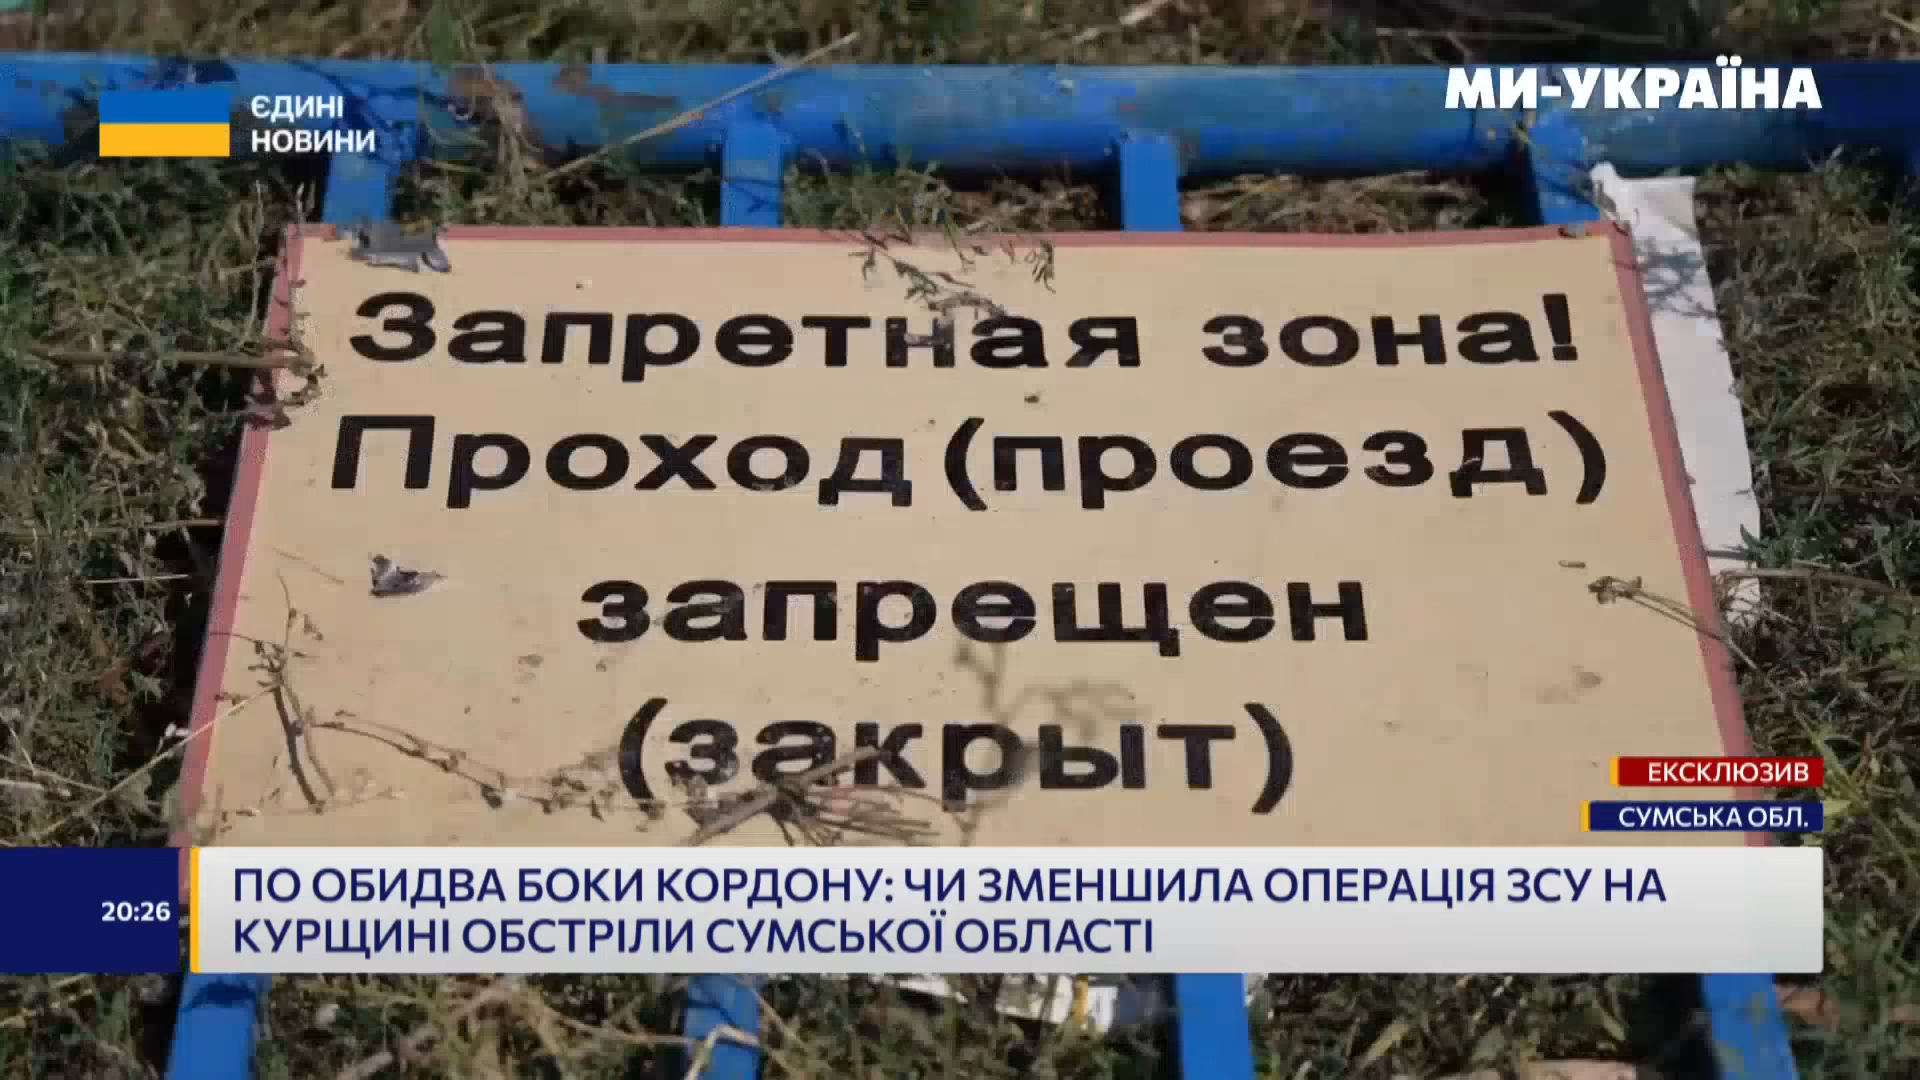 ЄДИНІ
НОВИНИ
МИ-УКРАЇНА
Запретная зона!
Проход (проезд)
запрещен
(закрыт)
ЕКСКЛЮЗИВ
СУМСЬКА ОБЛ.
20:26
ПО ОБИДВА БОКИ КОРДОНУ: ЧИ ЗМЕНШИЛА ОПЕРАЦІЯ ЗСУ НА
КУРЩИНІ ОБСТРІЛИ СУМСЬКОЇ ОБЛАСТІ